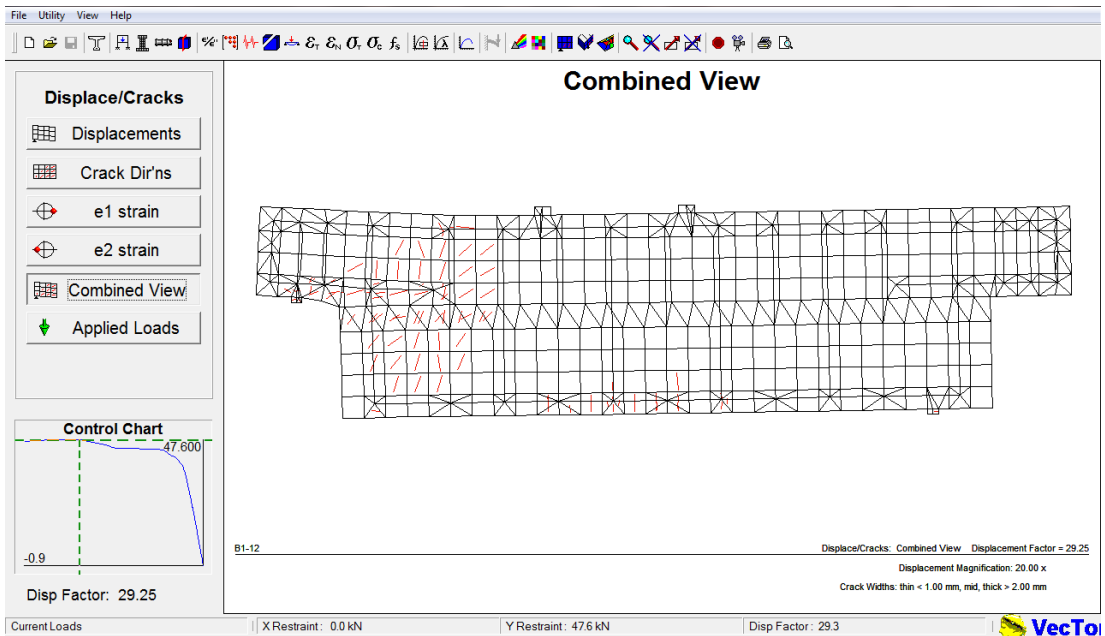 File Utility View Help
Combined View
Displace/Cracks
Displacements
Crack Dir'ns
e1 strain
e2 strain
Combined View
Applied Loads
Control Chart
47.600
-0.9
Disp Factor: 29.25
B1-12
Displace/Cracks: Combined View Displacement Factor = 29.25
Displacement Magnification: 20.00 x
Crack Widths: thin < 1.00 mm, mid, thick > 2.00 mm
Current Loads X Restraint: 0.0 kN Y Restraint: 47.6 kN Disp Factor: 29.3